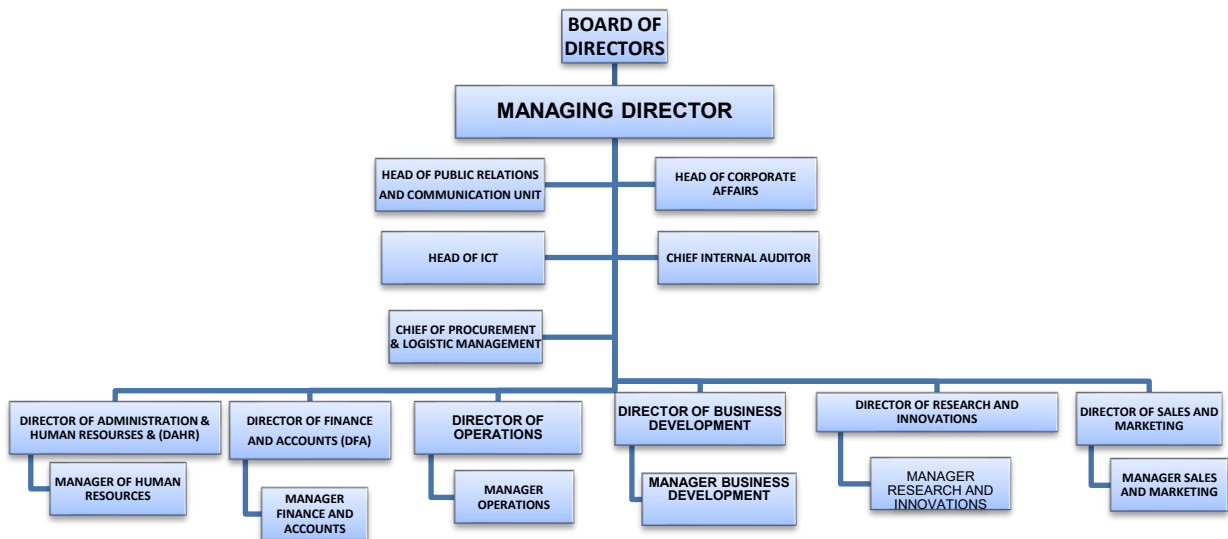 BOARD OF
DIRECTORS
MANAGING DIRECTOR
HEAD OF PUBLIC RELATIONS
AND COMMUNICATION UNIT
HEAD OF CORPORATE
AFFAIRS
HEAD OF ICT
CHIEF INTERNAL AUDITOR
CHIEF OF PROCUREMENT
& LOGISTIC MANAGEMENT
DIRECTOR OF ADMINISTRATION &
HUMAN RESOURSES & (DAHR)
DIRECTOR OF FINANCE
AND ACCOUNTS (DFA)
DIRECTOR OF
OPERATIONS
DIRECTOR OF BUSINESS
DEVELOPMENT
DIRECTOR OF RESEARCH AND
INNOVATIONS
DIRECTOR OF SALES AND
MARKETING
MANAGER OF HUMAN
RESOURCES
MANAGER
FINANCE AND
ACCOUNTS
MANAGER
OPERATIONS
MANAGER BUSINESS
DEVELOPMENT
MANAGER
RESEARCH AND
INNOVATIONS
MANAGER SALES
AND MARKETING